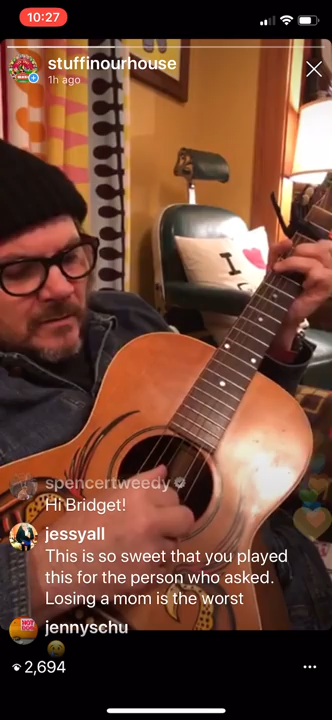 10:27
stuffinourhouse
1h ago
I
spencertweedy
Hi Bridget!
jessyall
This is so sweet that you played
this for the person who asked.
Losing a mom is the worst
jennyschu
2,694